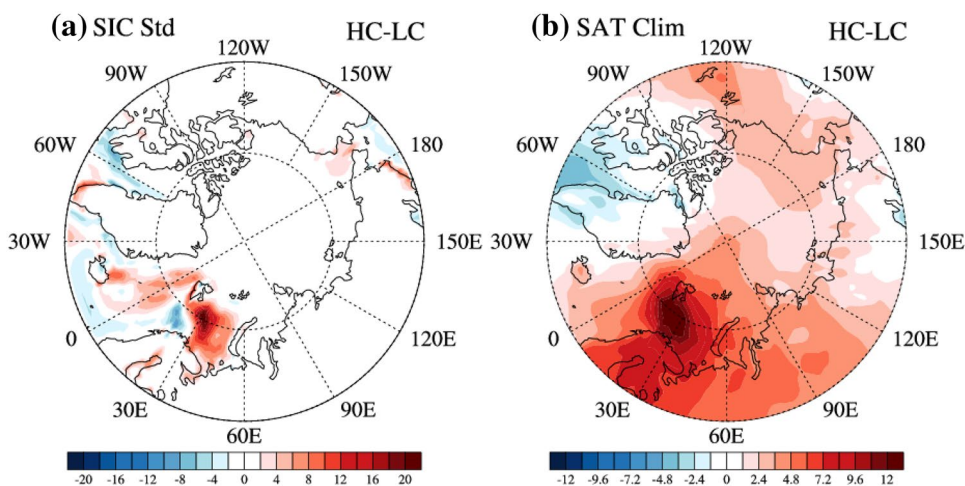 (a) SIC Std HC-LC
120W
90W 150W
60W 180
30W 150E
0 120E
30E 90E
60E
-20 -16 -12 -8 -4 0 4 8 12 16 20
(b) SAT Clim HC-LC
120W
90W 150W
60W 180
30W 150E
0 120E
30E 90E
60E
-12 -9.6 -7.2 -4.8 -2.4 0 2.4 4.8 7.2 9.6 12